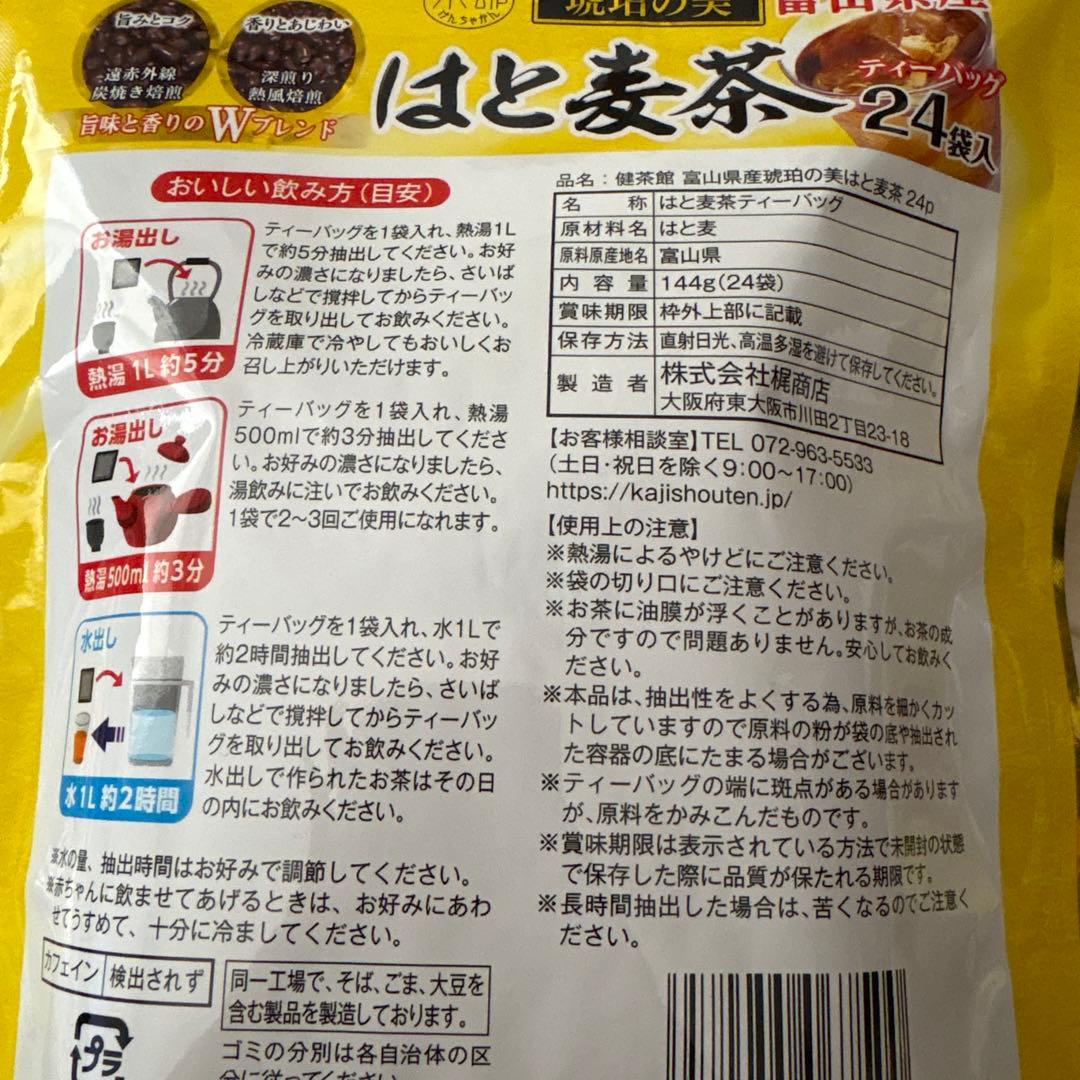 旨みとコク
遠赤外線
炭焼き焙煎
香りとあじわい
深煎り
熱風焙煎
旨味と香りのWブレンド
けんちゃかん
琥珀の美
富山県産
はと麦茶
ティーバッグ
24袋入
おいしい飲み方(目安)
お湯出し
熱湯 1L 約5分
ティーバッグを1袋入れ、熱湯1L
で約5分抽出してください。お好
みの濃さになりましたら、さいば
しなどで撹拌してからティーバッ
グを取り出してお飲みください。
冷蔵庫で冷やしてもおいしくお
召し上がりいただけます。
お湯出し
熱湯500ml 約3分
ティーバッグを1袋入れ、熱湯
500mlで約3分抽出してくださ
い。お好みの濃さになりましたら、
湯飲みに注いでお飲みください。
1袋で2〜3回ご使用になれます。
水出し
水1L 約2時間
ティーバッグを1袋入れ、水1Lで
約2時間抽出してください。お好
みの濃さになりましたら、さいば
しなどで撹拌してからティーバッ
グを取り出してお飲みください。
水出しで作られたお茶はその日
の内にお飲みください。
※水の量、抽出時間はお好みで調節してください。
※赤ちゃんに飲ませてあげるときは、お好みにあわ
せてうすめて、十分に冷ましてください。
カフェイン 検出されず
同一工場で、そば、ごま、大豆を
含む製品を製造しております。
プラ
ゴミの分別は各自治体の区
分に従ってください
品名:健茶館 富山県産琥珀の美はと麦茶 24p
名称 はと麦茶ティーバッグ
原材料名 はと麦
原料原産地名 富山県
内容量 144g(24袋)
賞味期限 枠外上部に記載
保存方法 直射日光、高温多湿を避けて保存してください。
製造者 株式会社梶商店
大阪府東大阪市川田2丁目23-18
【お客様相談室】TEL 072-963-5533
(土日・祝日を除く9:00〜17:00)
https://kajishouten.jp/
【使用上の注意】
※熱湯によるやけどにご注意ください。
※袋の切り口にご注意ください。
※お茶に油膜が浮くことがありますが、お茶の成
分ですので問題ありません。安心してお飲みく
ださい。
※本品は、抽出性をよくする為、原料を細かくカッ
トしていますので原料の粉が袋の底や抽出され
た容器の底にたまる場合がございます。
※ティーバッグの端に斑点がある場合があります
が、原料をかみこんだものです。
※賞味期限は表示されている方法で未開封の状態
で保存した際に品質が保たれる期限です。
※長時間抽出した場合は、苦くなるのでご注意く
ださい。